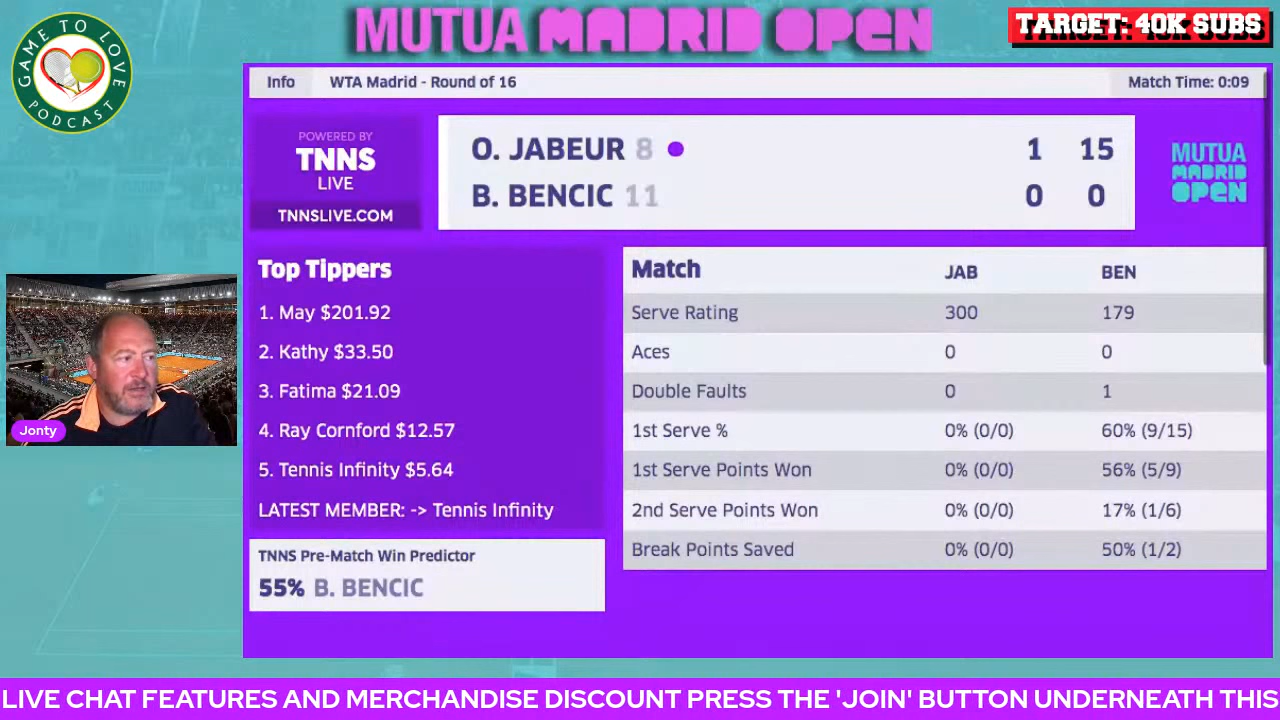 GAME TO LOVE
PODCAST
MUTUA MADRID OPEN
TARGET: 40K SUBS
Info
WTA Madrid - Round of 16
Match Time: 0:09
POWERED BY
TNNS
LIVE
TNNSLIVE.COM
O. JABEUR 8 1 15
B. BENCIC 11 0 0
MUTUA
MADRID
OPEN
Top Tippers
1. May $201.92
2. Kathy $33.50
3. Fatima $21.09
4. Ray Cornford $12.57
5. Tennis Infinity $5.64
LATEST MEMBER: -> Tennis Infinity
TNNS Pre-Match Win Predictor
55% B. BENCIC
Match JAB BEN
Serve Rating 300 179
Aces 0 0
Double Faults 0 1
1st Serve % 0% (0/0) 60% (9/15)
1st Serve Points Won 0% (0/0) 56% (5/9)
2nd Serve Points Won 0% (0/0) 17% (1/6)
Break Points Saved 0% (0/0) 50% (1/2)
Jonty
LIVE CHAT FEATURES AND MERCHANDISE DISCOUNT PRESS THE 'JOIN' BUTTON UNDERNEATH THIS